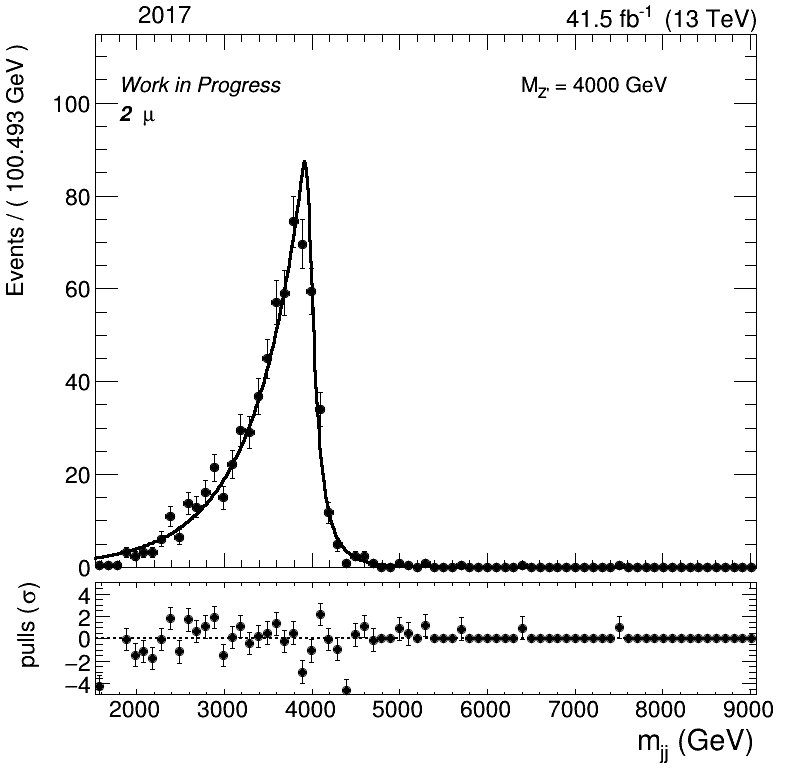 2017
41.5 fb-1 (13 TeV)
Events / ( 100.493 GeV )
Work in Progress
MZ' = 4000 GeV
2 μ
100
80
60
40
20
0
pulls (σ)
4
2
0
−2
−4
2000 3000 4000 5000 6000 7000 8000 9000
mjj (GeV)